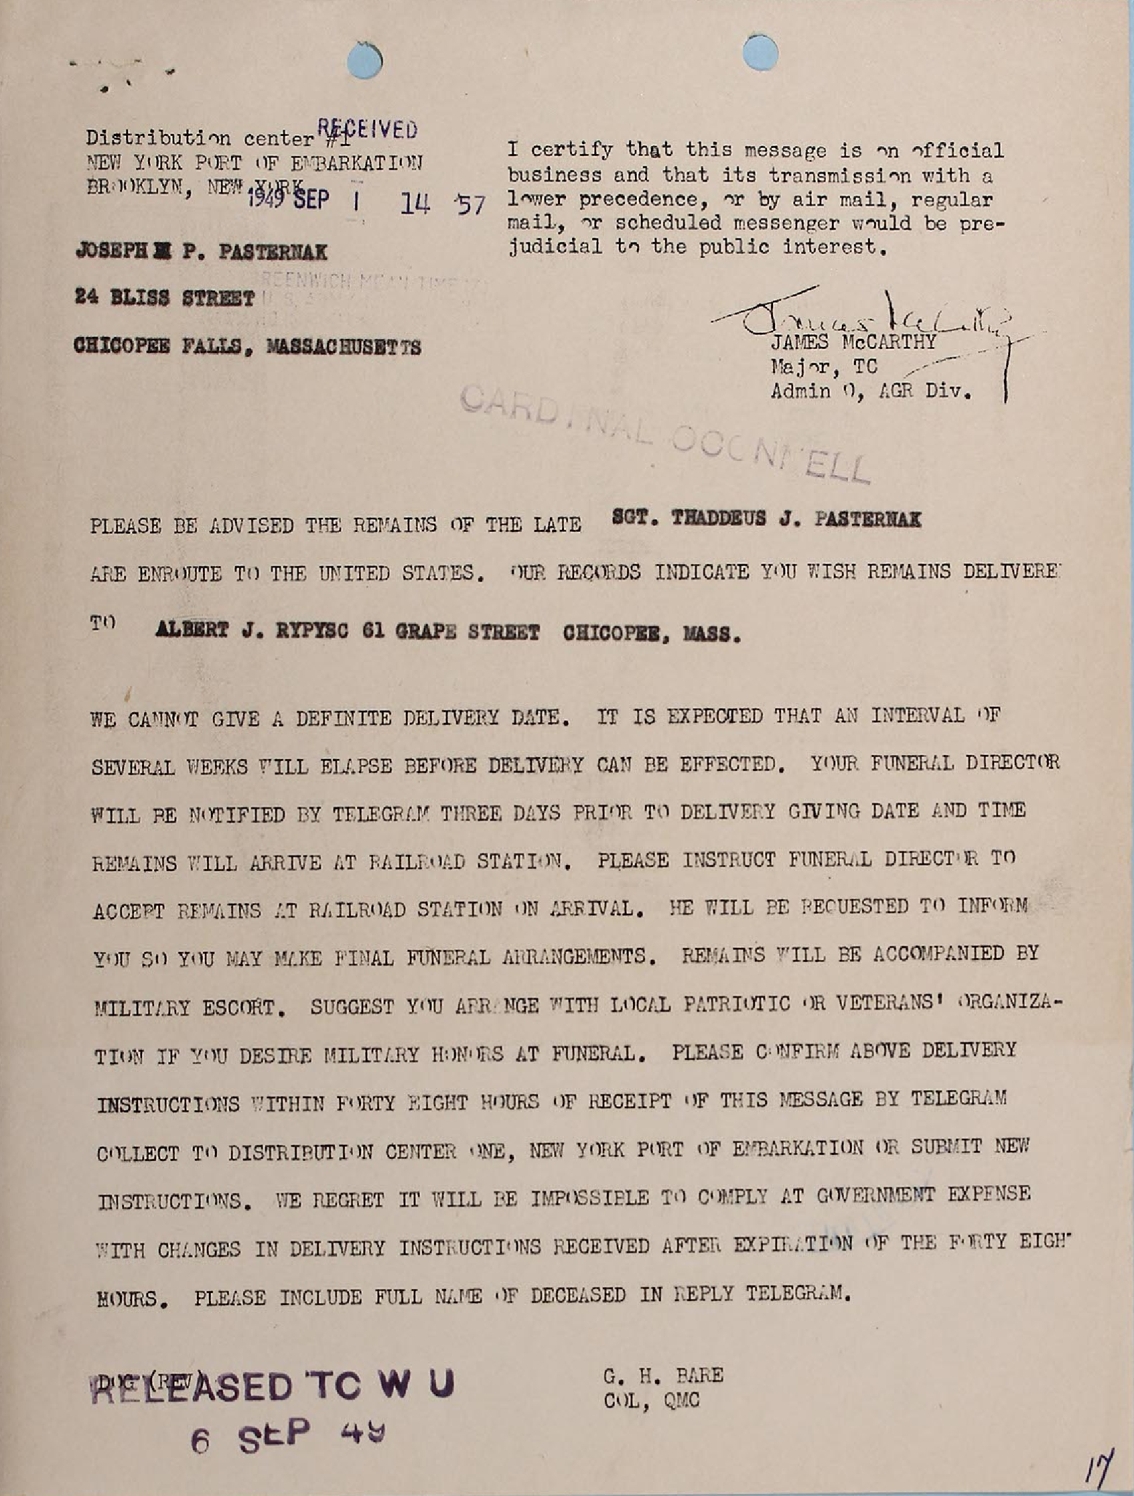 Distribution center #1
RECEIVED
NEW YORK PORT OF EMBARKATION
BROOKLYN, NEW YORK
1949 SEP 1 14 57
I certify that this message is on official
business and that its transmission with a
lower precedence, or by air mail, regular
mail, or scheduled messenger would be pre-
judicial to the public interest.
JOSEPH P. PASTERNAK
GREENWICH MEAN TIME
24 BLISS STREET
CHICOPEE FALLS, MASSACHUSETTS
James McCarthy
JAMES McCARTHY
Major, TC
Admin O, AGR Div.
CARDINAL OCONNELL
PLEASE BE ADVISED THE REMAINS OF THE LATE SGT. THADDEUS J. PASTERNAK
ARE ENROUTE TO THE UNITED STATES. OUR RECORDS INDICATE YOU WISH REMAINS DELIVERE
TO ALBERT J. RYPYSC 61 GRAPE STREET CHICOPEE, MASS.
WE CANNOT GIVE A DEFINITE DELIVERY DATE. IT IS EXPECTED THAT AN INTERVAL OF
SEVERAL WEEKS WILL ELAPSE BEFORE DELIVERY CAN BE EFFECTED. YOUR FUNERAL DIRECTOR
WILL BE NOTIFIED BY TELEGRAM THREE DAYS PRIOR TO DELIVERY GIVING DATE AND TIME
REMAINS WILL ARRIVE AT RAILROAD STATION. PLEASE INSTRUCT FUNERAL DIRECTOR TO
ACCEPT REMAINS AT RAILROAD STATION ON ARRIVAL. HE WILL BE REQUESTED TO INFORM
YOU SO YOU MAY MAKE FINAL FUNERAL ARRANGEMENTS. REMAINS WILL BE ACCOMPANIED BY
MILITARY ESCORT. SUGGEST YOU ARRANGE WITH LOCAL PATRIOTIC OR VETERANS' ORGANIZA-
TION IF YOU DESIRE MILITARY HONORS AT FUNERAL. PLEASE CONFIRM ABOVE DELIVERY
INSTRUCTIONS WITHIN FORTY EIGHT HOURS OF RECEIPT OF THIS MESSAGE BY TELEGRAM
COLLECT TO DISTRIBUTION CENTER ONE, NEW YORK PORT OF EMBARKATION OR SUBMIT NEW
INSTRUCTIONS. WE REGRET IT WILL BE IMPOSSIBLE TO COMPLY AT GOVERNMENT EXPENSE
WITH CHANGES IN DELIVERY INSTRUCTIONS RECEIVED AFTER EXPIRATION OF THE FORTY EIGH
HOURS. PLEASE INCLUDE FULL NAME OF DECEASED IN REPLY TELEGRAM.
RELEASED TO W U
6 SEP 49
G. H. BARE
COL, QMC
17